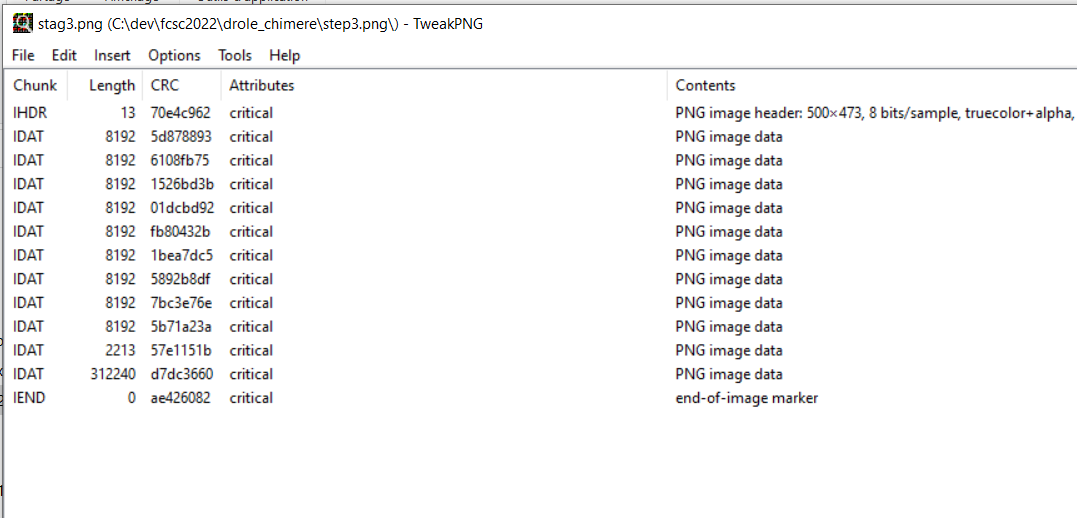 stag3.png (C:\dev\fcsc2022\drole_chimere\step3.png\) - TweakPNG
File Edit Insert Options Tools Help
Chunk Length CRC Attributes Contents
IHDR 13 70e4c962 critical PNG image header: 500×473, 8 bits/sample, truecolor+alpha,
IDAT 8192 5d878893 critical PNG image data
IDAT 8192 6108fb75 critical PNG image data
IDAT 8192 1526bd3b critical PNG image data
IDAT 8192 01dcbd92 critical PNG image data
IDAT 8192 fb80432b critical PNG image data
IDAT 8192 1bea7dc5 critical PNG image data
IDAT 8192 5892b8df critical PNG image data
IDAT 8192 7bc3e76e critical PNG image data
IDAT 8192 5b71a23a critical PNG image data
IDAT 2213 57e1151b critical PNG image data
IDAT 312240 d7dc3660 critical PNG image data
IEND 0 ae426082 critical end-of-image marker